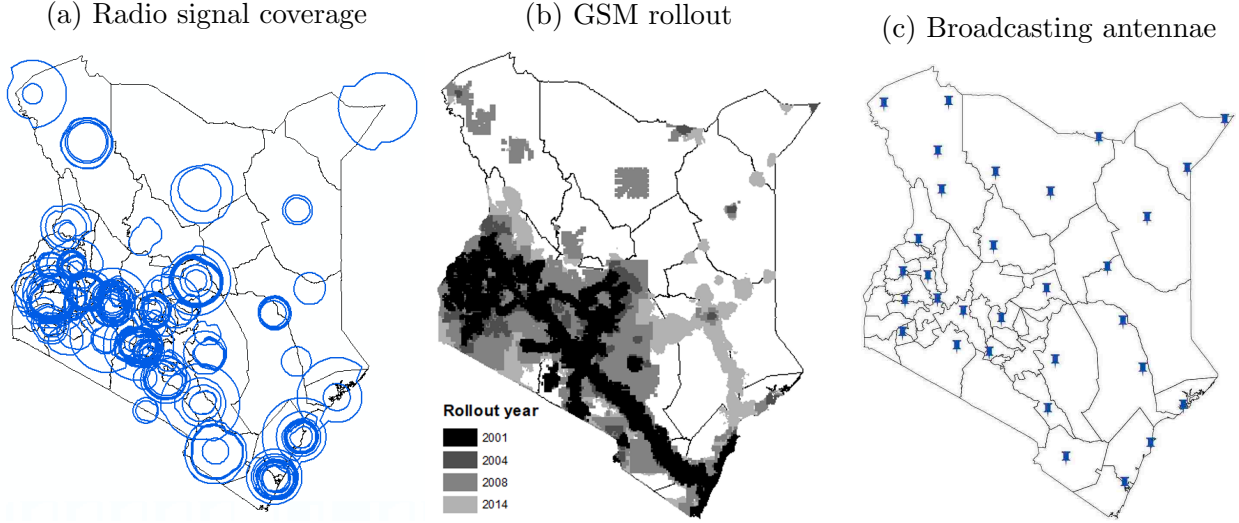 (a) Radio signal coverage
(b) GSM rollout
(c) Broadcasting antennae
Rollout year
2001
2004
2008
2014